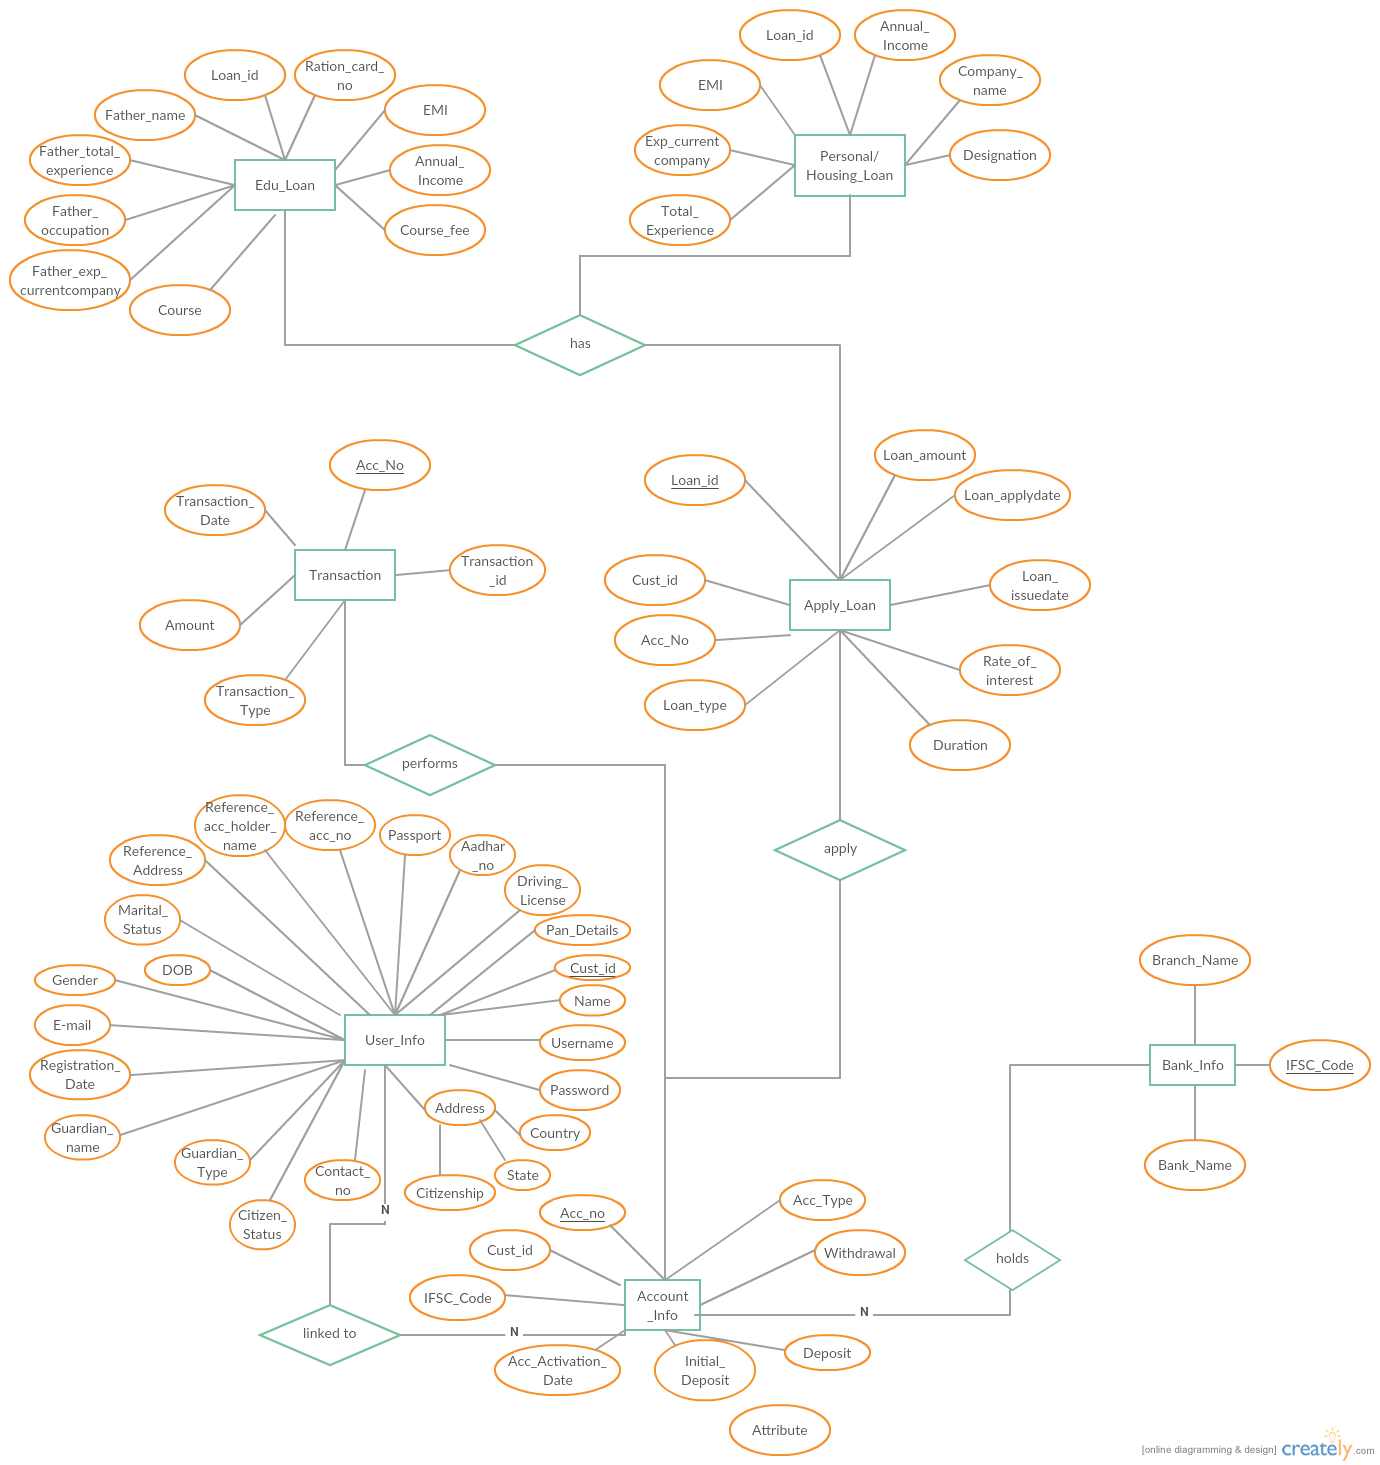 Loan_id
Ration_card_
no
Father_name
EMI
Father_total_
experience
Annual_
Income
Edu_Loan
Father_
occupation
Course_fee
Father_exp_
currentcompany
Course
Loan_id
Annual_
Income
EMI
Company_
name
Exp_current
company
Personal/
Housing_Loan
Designation
Total_
Experience
has
Acc_No
Transaction_
Date
Transaction
Transaction
_id
Amount
Transaction_
Type
Loan_id
Loan_amount
Loan_applydate
Cust_id
Apply_Loan
Loan_
issuedate
Acc_No
Rate_of_
interest
Loan_type
Duration
performs
apply
Reference_
acc_holder_
name
Reference_
acc_no
Passport
Aadhar
_no
Reference_
Address
Driving_
License
Marital_
Status
Pan_Details
DOB
Cust_id
Gender
Name
E-mail
User_Info
Username
Registration_
Date
Password
Guardian_
name
Address
Country
Guardian_
Type
Contact_
no
State
Citizenship
Citizen_
Status
N
Branch_Name
Bank_Info
IFSC_Code
Bank_Name
holds
Acc_no
Acc_Type
Cust_id
Withdrawal
IFSC_Code
Account
_Info
N
linked to
N
Acc_Activation_
Date
Initial_
Deposit
Deposit
Attribute
[online diagramming & design] creately.com